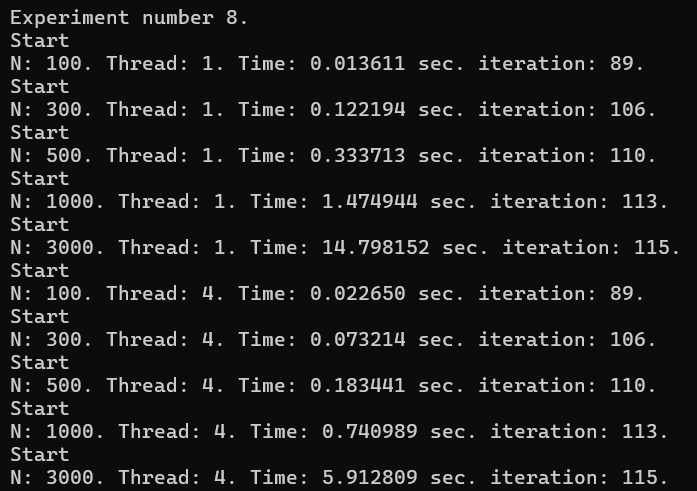 Experiment number 8.
Start
N: 100. Thread: 1. Time: 0.013611 sec. iteration: 89.
Start
N: 300. Thread: 1. Time: 0.122194 sec. iteration: 106.
Start
N: 500. Thread: 1. Time: 0.333713 sec. iteration: 110.
Start
N: 1000. Thread: 1. Time: 1.474944 sec. iteration: 113.
Start
N: 3000. Thread: 1. Time: 14.798152 sec. iteration: 115.
Start
N: 100. Thread: 4. Time: 0.022650 sec. iteration: 89.
Start
N: 300. Thread: 4. Time: 0.073214 sec. iteration: 106.
Start
N: 500. Thread: 4. Time: 0.183441 sec. iteration: 110.
Start
N: 1000. Thread: 4. Time: 0.740989 sec. iteration: 113.
Start
N: 3000. Thread: 4. Time: 5.912809 sec. iteration: 115.